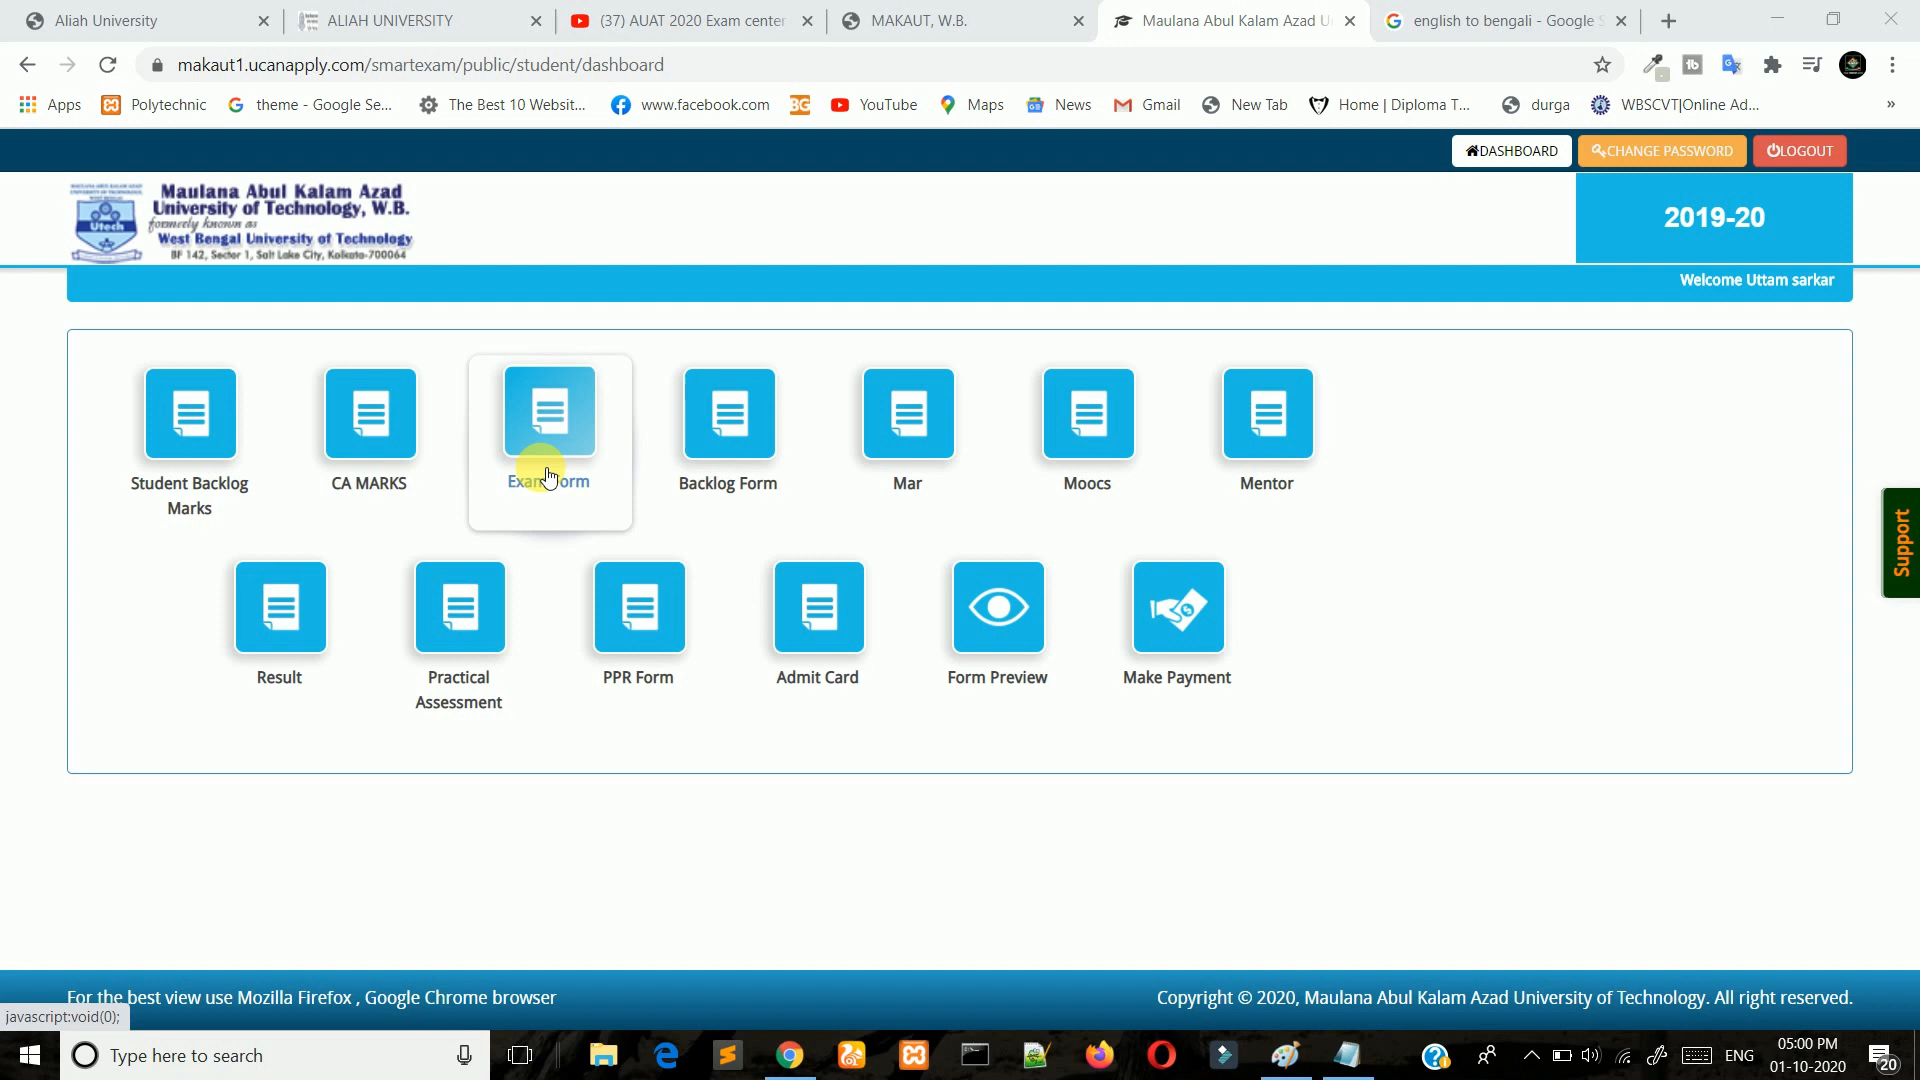 Aliah University
ALIAH UNIVERSITY
(37) AUAT 2020 Exam center
MAKAUT, W.B.
Maulana Abul Kalam Azad U
english to bengali - Google S
makaut1.ucanapply.com/smartexam/public/student/dashboard
Apps
Polytechnic
theme - Google Se...
The Best 10 Websit...
www.facebook.com
BG
YouTube
Maps
News
Gmail
New Tab
Home | Diploma T...
durga
WBSCVT|Online Ad...
DASHBOARD
CHANGE PASSWORD
LOGOUT
Utech
Maulana Abul Kalam Azad
University of Technology, W.B.
formerly known as
West Bengal University of Technology
BF 142, Sector 1, Salt Lake City, Kolkata-700064
2019-20
Welcome Uttam sarkar
Student Backlog
Marks
CA MARKS
Exam Form
Backlog Form
Mar
Moocs
Mentor
Support
Result
Practical
Assessment
PPR Form
Admit Card
Form Preview
Make Payment
For the best view use Mozilla Firefox , Google Chrome browser
Copyright © 2020, Maulana Abul Kalam Azad University of Technology. All right reserved.
javascript:void(0);
Type here to search
ENG
05:00 PM
01-10-2020
20